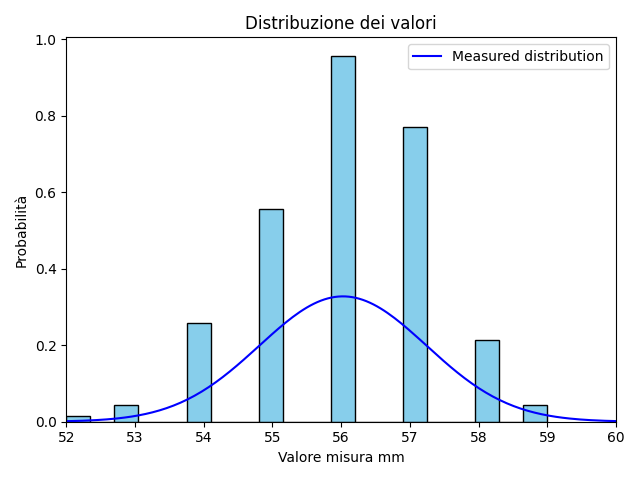 Distribuzione dei valori
Measured distribution
1.0
0.8
0.6
0.4
0.2
0.0
Probabilità
52 53 54 55 56 57 58 59 60
Valore misura mm